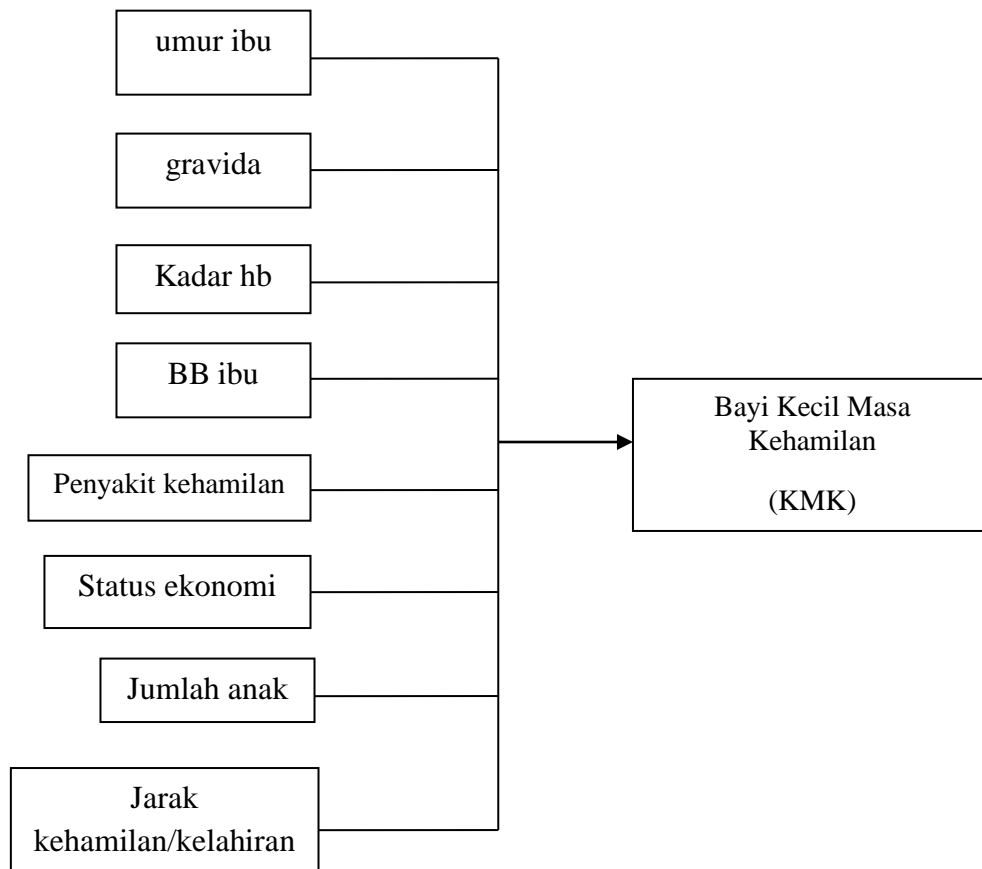 umur ibu
gravida
Kadar hb
BB ibu
Penyakit kehamilan
Status ekonomi
Jumlah anak
Jarak
kehamilan/kelahiran
Bayi Kecil Masa
Kehamilan
(KMK)